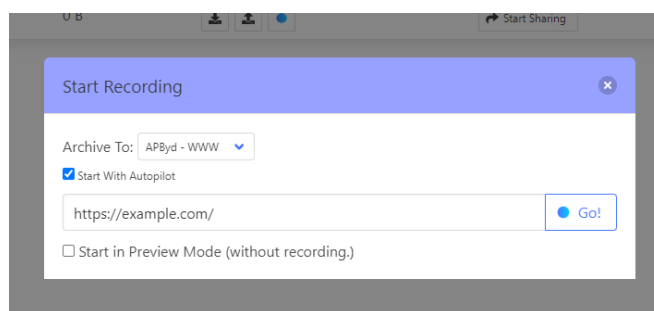 0 B
Start Sharing
Start Recording
Archive To: APByd - WWW
Start With Autopilot
https://example.com/
Go!
Start in Preview Mode (without recording.)